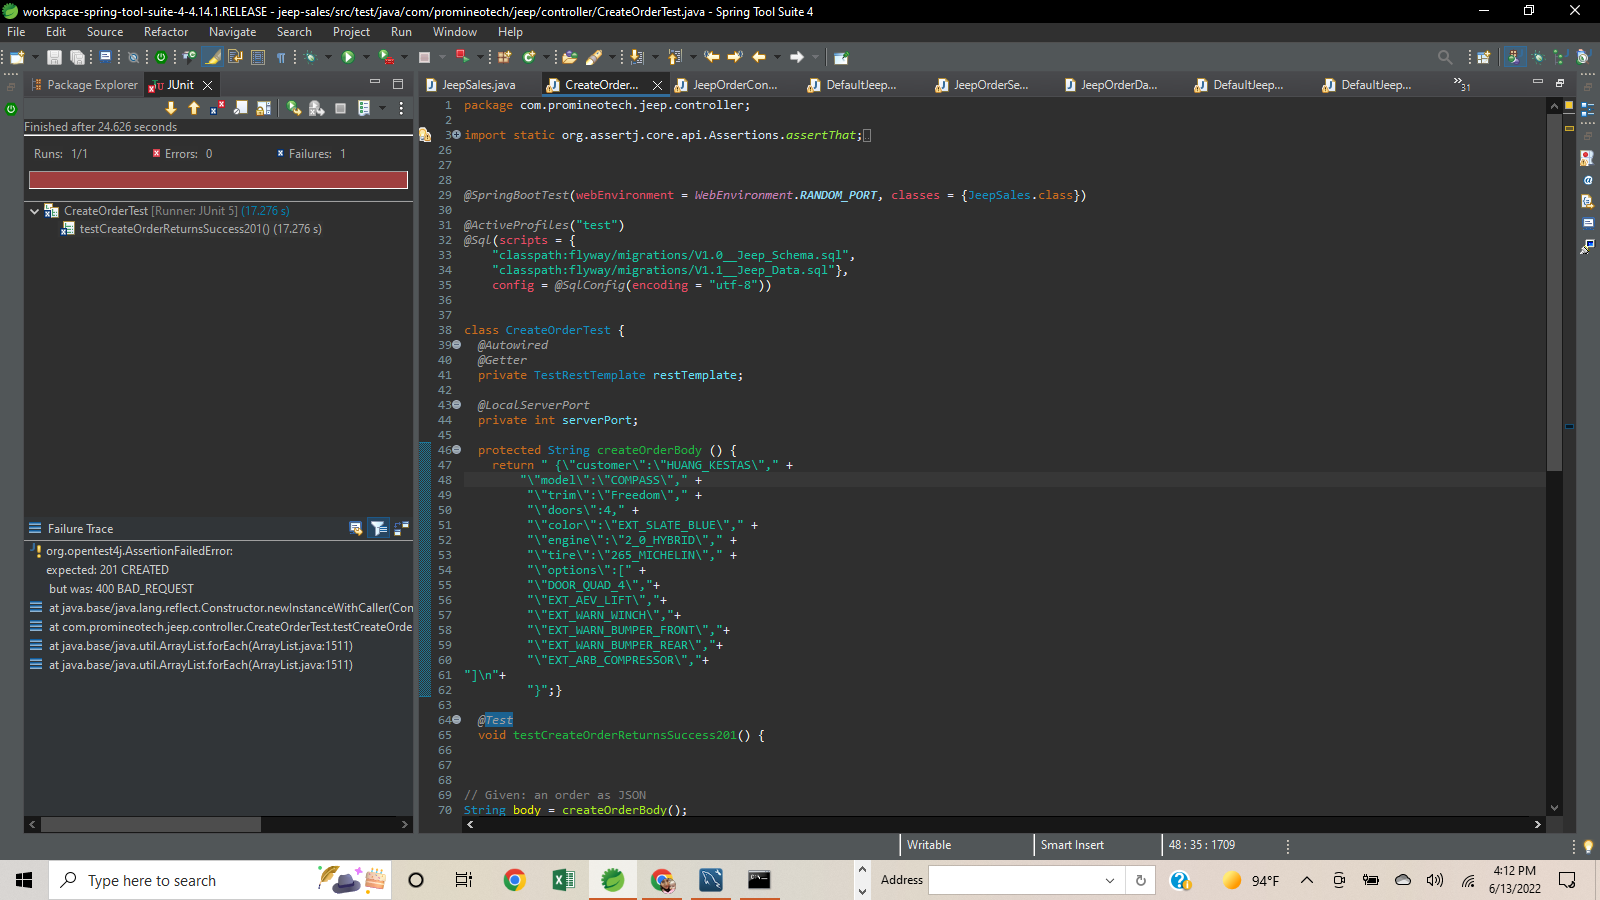 workspace-spring-tool-suite-4-4.14.1.RELEASE - jeep-sales/src/test/java/com/promineotech/jeep/controller/CreateOrderTest.java - Spring Tool Suite 4
File Edit Source Refactor Navigate Search Project Run Window Help
Package Explorer JUnit
JeepSales.java CreateOrder... JeepOrderCon... DefaultJeep... JeepOrderSe... JeepOrderDa... DefaultJeep... DefaultJeep... 31
Finished after 24.626 seconds
Runs: 1/1 Errors: 0 Failures: 1
CreateOrderTest [Runner: JUnit 5] (17.276 s)
testCreateOrderReturnsSuccess201() (17.276 s)
Failure Trace
org.opentest4j.AssertionFailedError:
expected: 201 CREATED
but was: 400 BAD_REQUEST
at java.base/java.lang.reflect.Constructor.newInstanceWithCaller(Con
at com.promineotech.jeep.controller.CreateOrderTest.testCreateOrde
at java.base/java.util.ArrayList.forEach(ArrayList.java:1511)
at java.base/java.util.ArrayList.forEach(ArrayList.java:1511)
1 package com.promineotech.jeep.controller;
2
3 import static org.assertj.core.api.Assertions.assertThat;
26
27
28
29 @SpringBootTest(webEnvironment = WebEnvironment.RANDOM_PORT, classes = {JeepSales.class})
30
31 @ActiveProfiles("test")
32 @Sql(scripts = {
33 "classpath:flyway/migrations/V1.0__Jeep_Schema.sql",
34 "classpath:flyway/migrations/V1.1__Jeep_Data.sql"},
35 config = @SqlConfig(encoding = "utf-8"))
36
37
38 class CreateOrderTest {
39 @Autowired
40 @Getter
41 private TestRestTemplate restTemplate;
42
43 @LocalServerPort
44 private int serverPort;
45
46 protected String createOrderBody () {
47 return " {\"customer\":\"HUANG_KESTAS\"," +
48 "\"model\":\"COMPASS\"," +
49 "\"trim\":\"Freedom\"," +
50 "\"doors\":4," +
51 "\"color\":\"EXT_SLATE_BLUE\"," +
52 "\"engine\":\"2_0_HYBRID\"," +
53 "\"tire\":\"265_MICHELIN\"," +
54 "\"options\":[" +
55 "\"DOOR_QUAD_4\","+
56 "\"EXT_AEV_LIFT\","+
57 "\"EXT_WARN_WINCH\","+
58 "\"EXT_WARN_BUMPER_FRONT\","+
59 "\"EXT_WARN_BUMPER_REAR\","+
60 "\"EXT_ARB_COMPRESSOR\","+
61 "]\n"+
62 "}";}
63
64 @Test
65 void testCreateOrderReturnsSuccess201() {
66
67
68
69 // Given: an order as JSON
70 String body = createOrderBody();
Writable Smart Insert 48 : 35 : 1709
Type here to search
Address
94°F
4:12 PM
6/13/2022